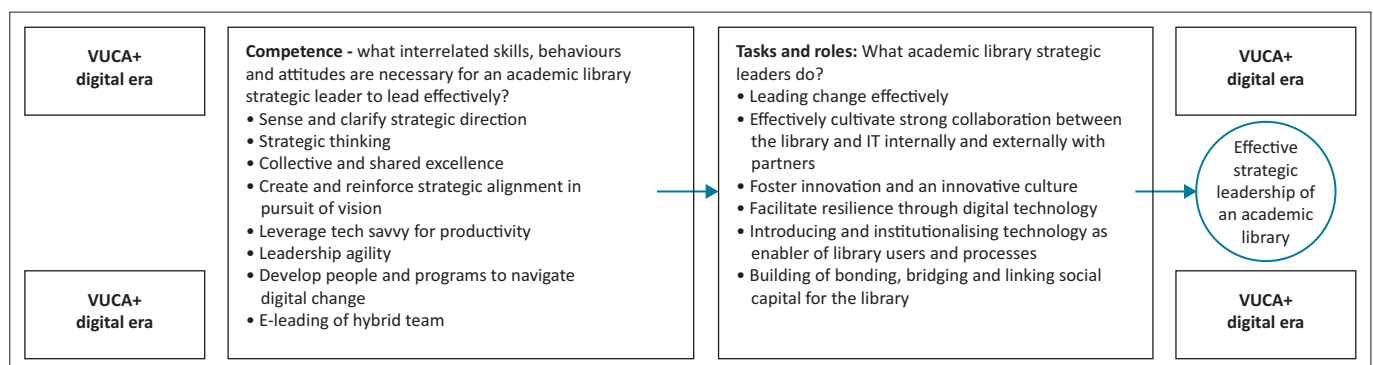 VUCA+
digital era
VUCA+
digital era
Competence - what interrelated skills, behaviours
and attitudes are necessary for an academic library
strategic leader to lead effectively?
• Sense and clarify strategic direction
• Strategic thinking
• Collective and shared excellence
• Create and reinforce strategic alignment in
pursuit of vision
• Leverage tech savvy for productivity
• Leadership agility
• Develop people and programs to navigate
digital change
• E-leading of hybrid team
Tasks and roles: What academic library strategic
leaders do?
• Leading change effectively
• Effectively cultivate strong collaboration between
the library and IT internally and externally with
partners
• Foster innovation and an innovative culture
• Facilitate resilience through digital technology
• Introducing and institutionalising technology as
enabler of library users and processes
• Building of bonding, bridging and linking social
capital for the library
VUCA+
digital era
Effective
strategic
leadership of
an academic
library
VUCA+
digital era